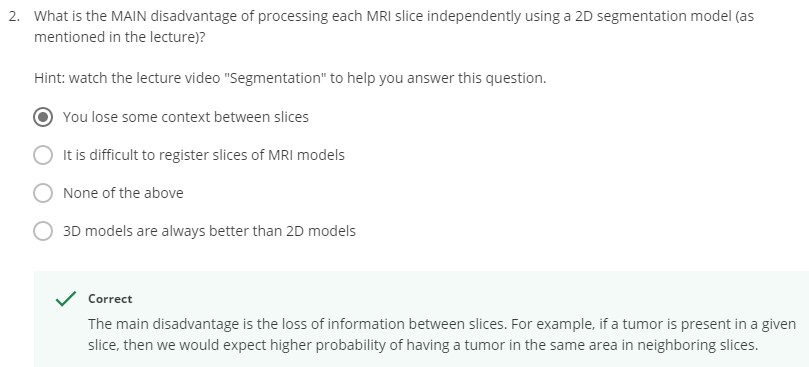 2. What is the MAIN disadvantage of processing each MRI slice independently using a 2D segmentation model (as
mentioned in the lecture)?
Hint: watch the lecture video "Segmentation" to help you answer this question.
You lose some context between slices
It is difficult to register slices of MRI models
None of the above
3D models are always better than 2D models
Correct
The main disadvantage is the loss of information between slices. For example, if a tumor is present in a given
slice, then we would expect higher probability of having a tumor in the same area in neighboring slices.